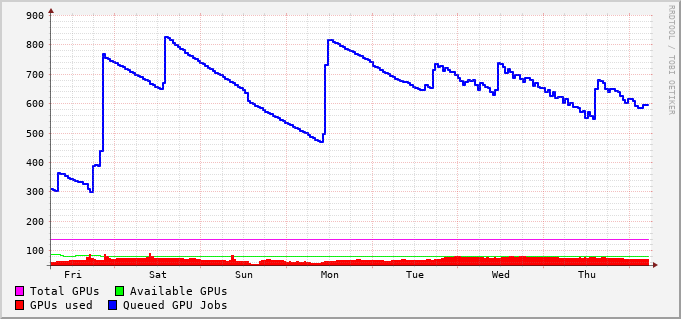 900
800
700
600
500
400
300
200
100
Fri Sat Sun Mon Tue Wed Thu
Total GPUs Available GPUs
GPUs used Queued GPU Jobs
RRDTOOL / TOBI OETIKER